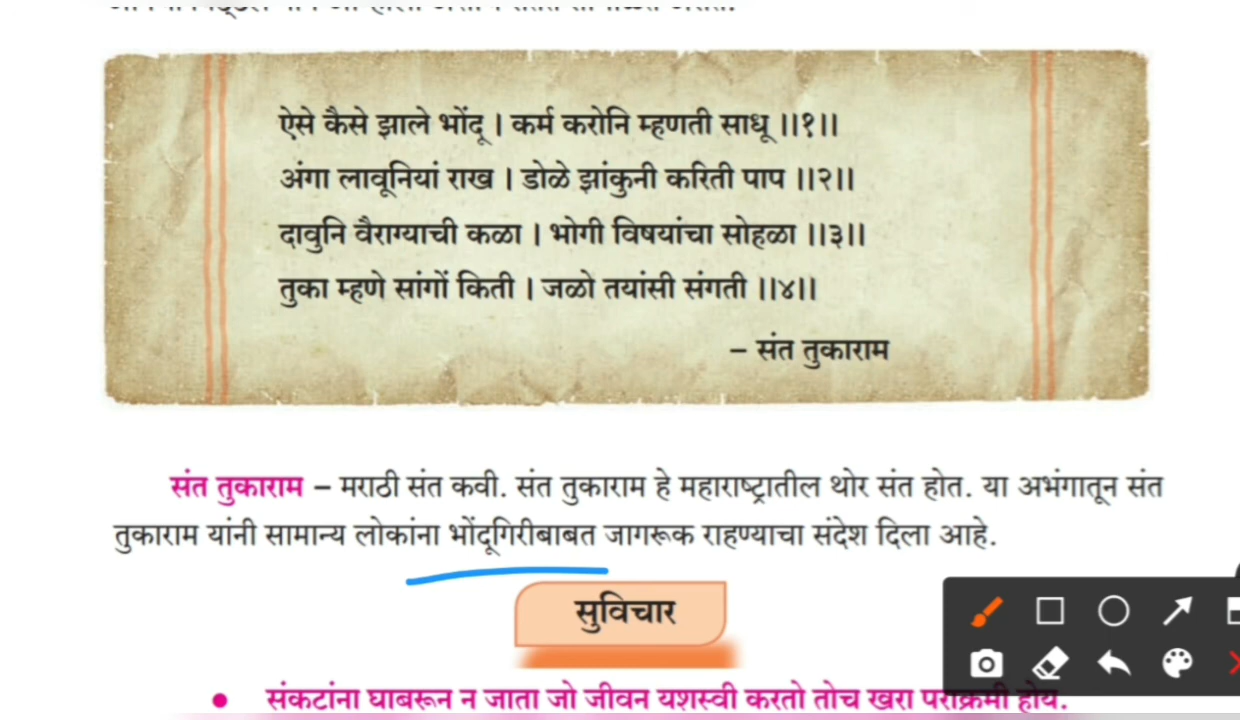 ऐसे कैसे झाले भोंदू । कर्म करोनि म्हणती साधू ।।१।।
अंगा लावूनियां राख । डोळे झांकुनी करिती पाप ।।२।।
दावुनि वैराग्याची कळा । भोगी विषयांचा सोहळा ।।३।।
तुका म्हणे सांगों किती । जळो तयांसी संगती ।।४।।
– संत तुकाराम
संत तुकाराम – मराठी संत कवी. संत तुकाराम हे महाराष्ट्रातील थोर संत होत. या अभंगातून संत
तुकाराम यांनी सामान्य लोकांना भोंदूगिरीबाबत जागरूक राहण्याचा संदेश दिला आहे.
सुविचार
• संकटांना घाबरून न जाता जो जीवन यशस्वी करतो तोच खरा पराक्रमी होय.